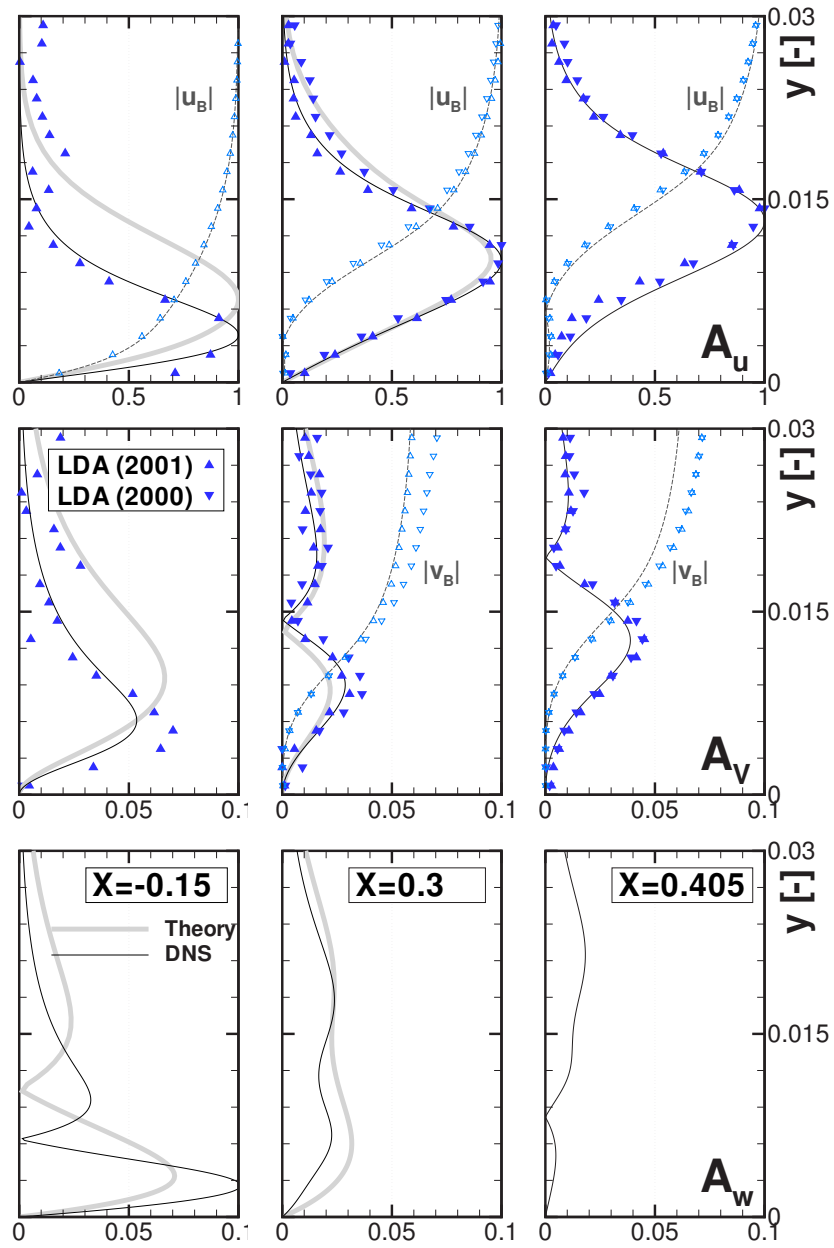 0.03
y [-]
|u_B|
|u_B|
|u_B|
0.015
A_u
0
0 0.5 1
0 0.5 1
0 0.5 1
0.03
y [-]
LDA (2001)
LDA (2000)
|v_B|
|v_B|
0.015
A_V
0
0 0.05 0.1
0 0.05 0.1
0 0.05 0.1
0.03
y [-]
X=-0.15
X=0.3
X=0.405
Theory
DNS
0.015
A_w
0
0 0.05 0.1
0 0.05 0.1
0 0.05 0.1